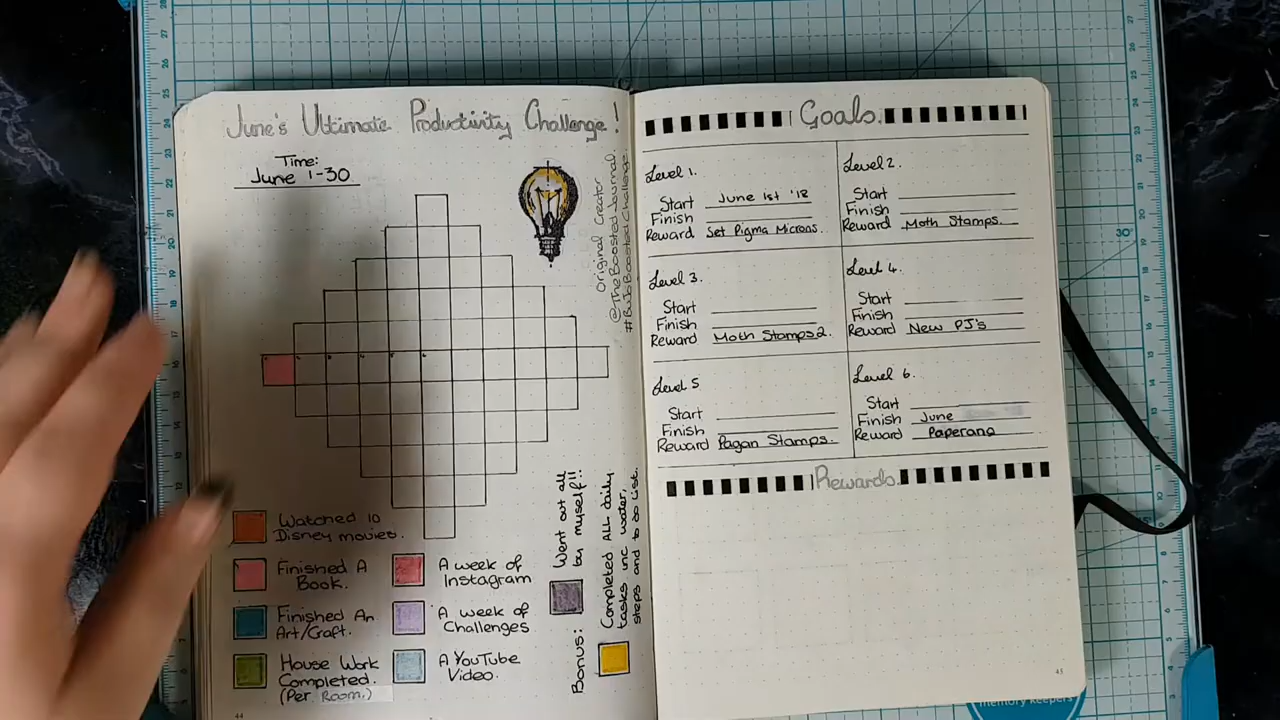 June's Ultimate Productivity Challenge!
Time:
June 1-30
Original Creator
@TheBoostedJournal.
#BuJoBoostedChallenge.
Watched 10
Disney movies.
Finished A
Book.
Finished An
Art/Craft.
House Work
Completed.
(Per Room.)
A week of
Instagram
A week of
Challenges
A YouTube
Video.
Bonus:
Went out all
by myself!!
Completed ALL daily
tasks inc water,
steps and to do list.
44
Goals.
Level 1.
Start June 1st '18
Finish
Reward Set Pigma Microns.
Level 2.
Start
Finish
Reward Moth Stamps.
Level 3.
Start
Finish
Reward Moth Stamps 2.
Level 4.
Start
Finish
Reward New PJ's
Level 5
Start
Finish
Reward Pagan Stamps.
Level 6.
Start
Finish June
Reward Paperang
Rewards.
memory keepers